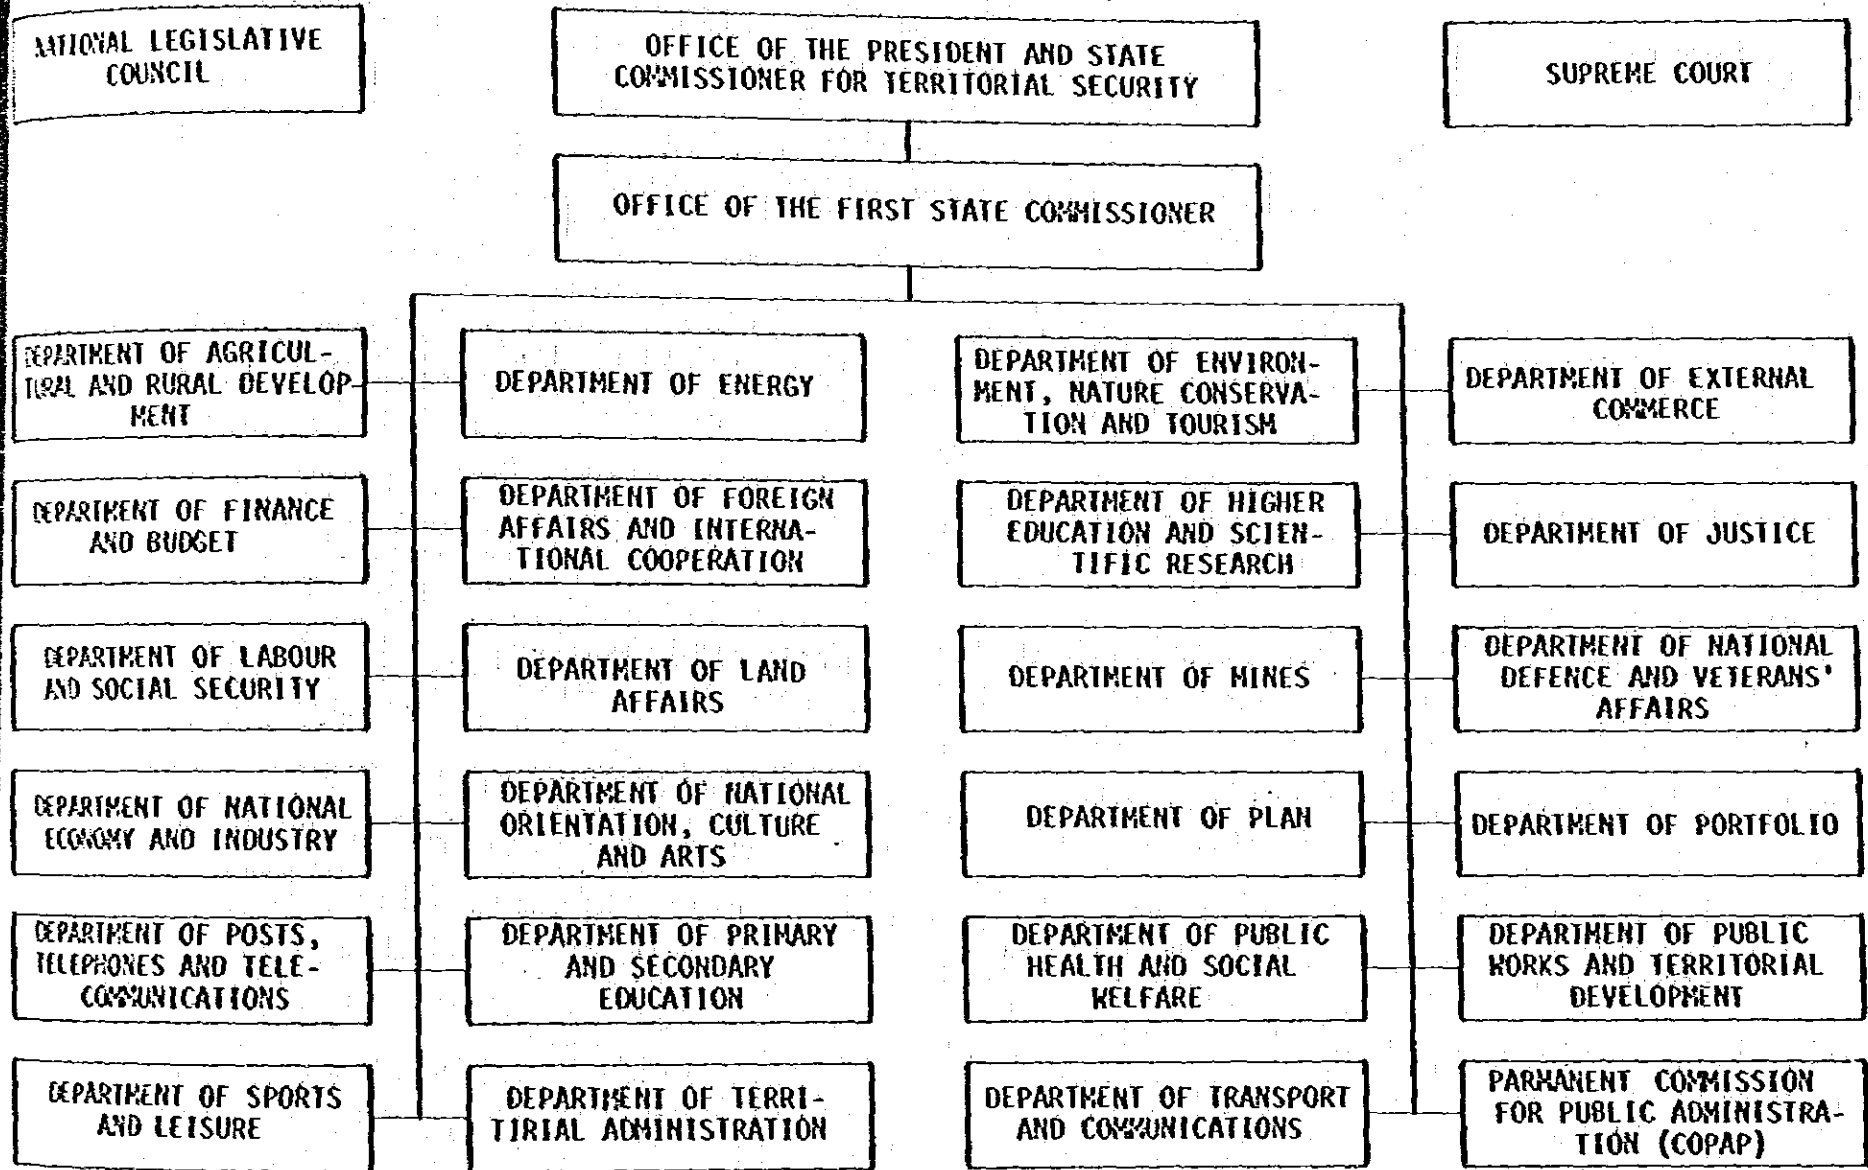 NATIONAL LEGISLATIVE
COUNCIL
OFFICE OF THE PRESIDENT AND STATE
COMMISSIONER FOR TERRITORIAL SECURITY
SUPREME COURT
OFFICE OF THE FIRST STATE COMMISSIONER
DEPARTMENT OF AGRICUL-
TURAL AND RURAL DEVELOP-
MENT
DEPARTMENT OF ENERGY
DEPARTMENT OF ENVIRON-
MENT, NATURE CONSERVA-
TION AND TOURISM
DEPARTMENT OF EXTERNAL
COMMERCE
DEPARTMENT OF FINANCE
AND BUDGET
DEPARTMENT OF FOREIGN
AFFAIRS AND INTERNA-
TIONAL COOPERATION
DEPARTMENT OF HIGHER
EDUCATION AND SCIEN-
TIFIC RESEARCH
DEPARTMENT OF JUSTICE
DEPARTMENT OF LABOUR
AND SOCIAL SECURITY
DEPARTMENT OF LAND
AFFAIRS
DEPARTMENT OF MINES
DEPARTMENT OF NATIONAL
DEFENCE AND VETERANS'
AFFAIRS
DEPARTMENT OF NATIONAL
ECONOMY AND INDUSTRY
DEPARTMENT OF NATIONAL
ORIENTATION, CULTURE
AND ARTS
DEPARTMENT OF PLAN
DEPARTMENT OF PORTFOLIO
DEPARTMENT OF POSTS,
TELEPHONES AND TELE-
COMMUNICATIONS
DEPARTMENT OF PRIMARY
AND SECONDARY
EDUCATION
DEPARTMENT OF PUBLIC
HEALTH AND SOCIAL
WELFARE
DEPARTMENT OF PUBLIC
WORKS AND TERRITORIAL
DEVELOPMENT
DEPARTMENT OF SPORTS
AND LEISURE
DEPARTMENT OF TERRI-
TIRIAL ADMINISTRATION
DEPARTMENT OF TRANSPORT
AND COMMUNICATIONS
PARMANENT COMMISSION
FOR PUBLIC ADMINISTRA-
TION (COPAP)